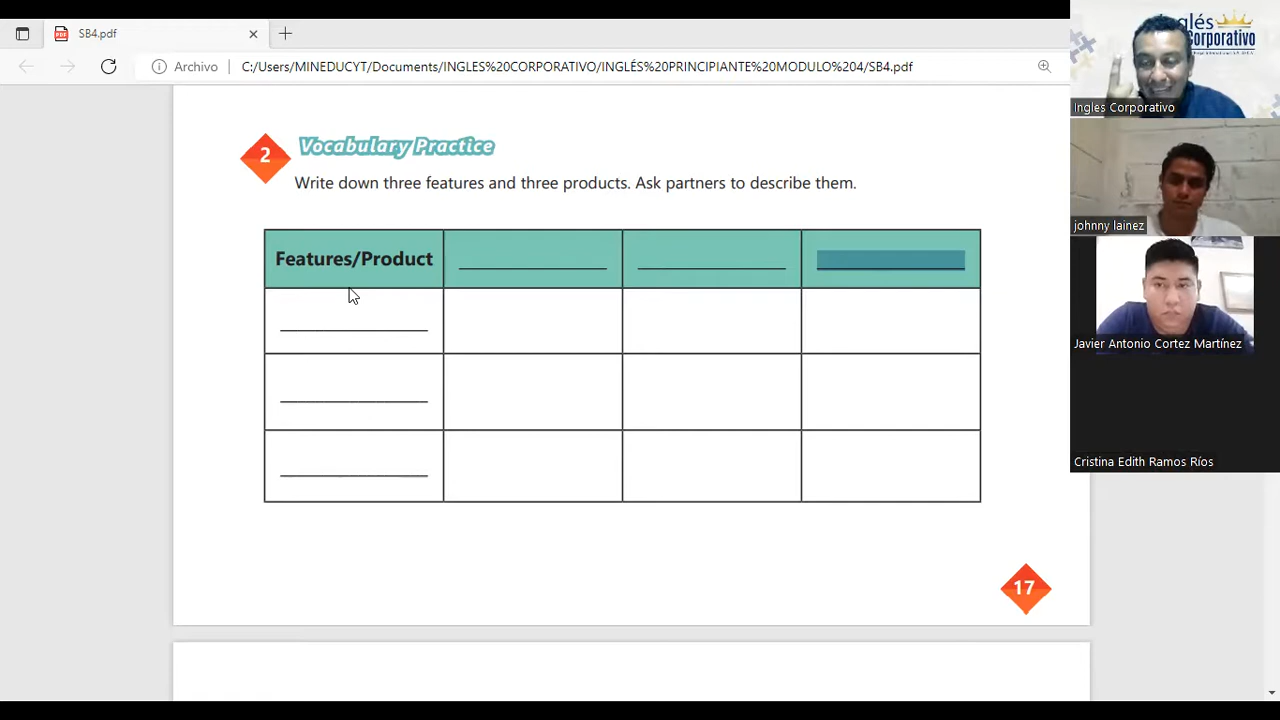 SB4.pdf
Archivo
C:/Users/MINEDUCYT/Documents/INGLES%20CORPORATIVO/INGLÉS%20PRINCIPIANTE%20MODULO%204/SB4.pdf
2
Vocabulary Practice
Write down three features and three products. Ask partners to describe them.
Features/Product
17
Inglés
Corporativo
Ingles Corporativo
johnny lainez
Javier Antonio Cortez Martínez
Cristina Edith Ramos Ríos